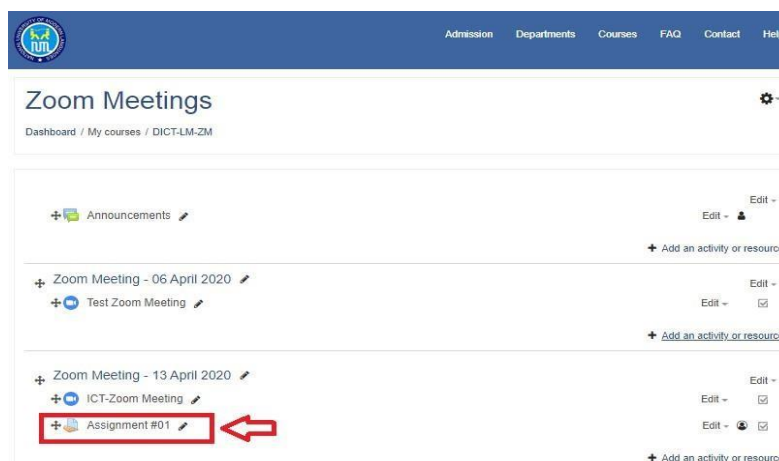 Admission Departments Courses FAQ Contact Hel
Zoom Meetings
Dashboard / My courses / DICT-LM-ZM
Edit
Announcements Edit
+ Add an activity or resourc
Zoom Meeting - 06 April 2020
Edit
Test Zoom Meeting Edit
+ Add an activity or resource
Zoom Meeting - 13 April 2020
Edit
ICT-Zoom Meeting Edit
Assignment #01 Edit
+ Add an activity or resourc